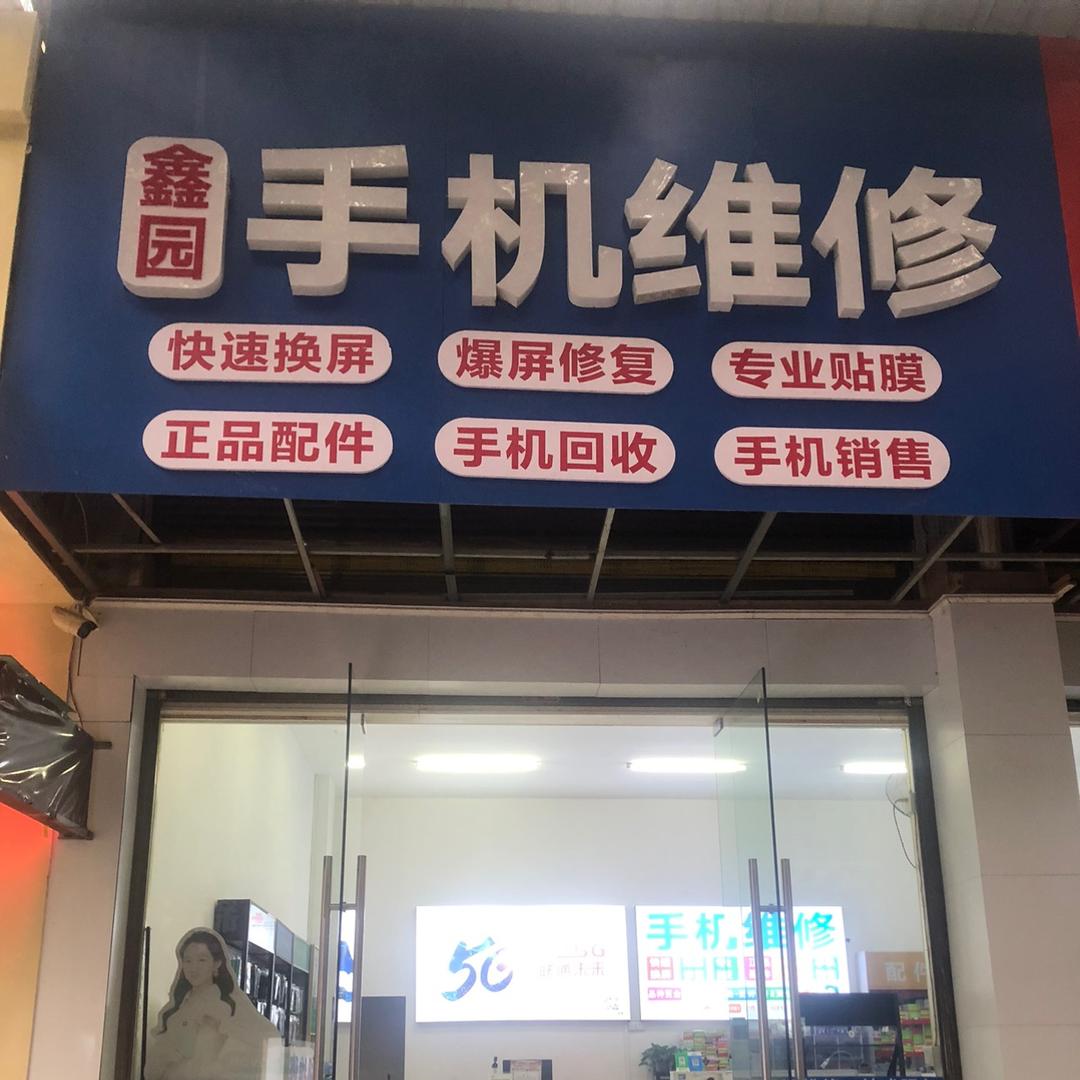 鑫园
手机维修
快速换屏 爆屏修复 专业贴膜
正品配件 手机回收 手机销售
5G
手机维修
配件